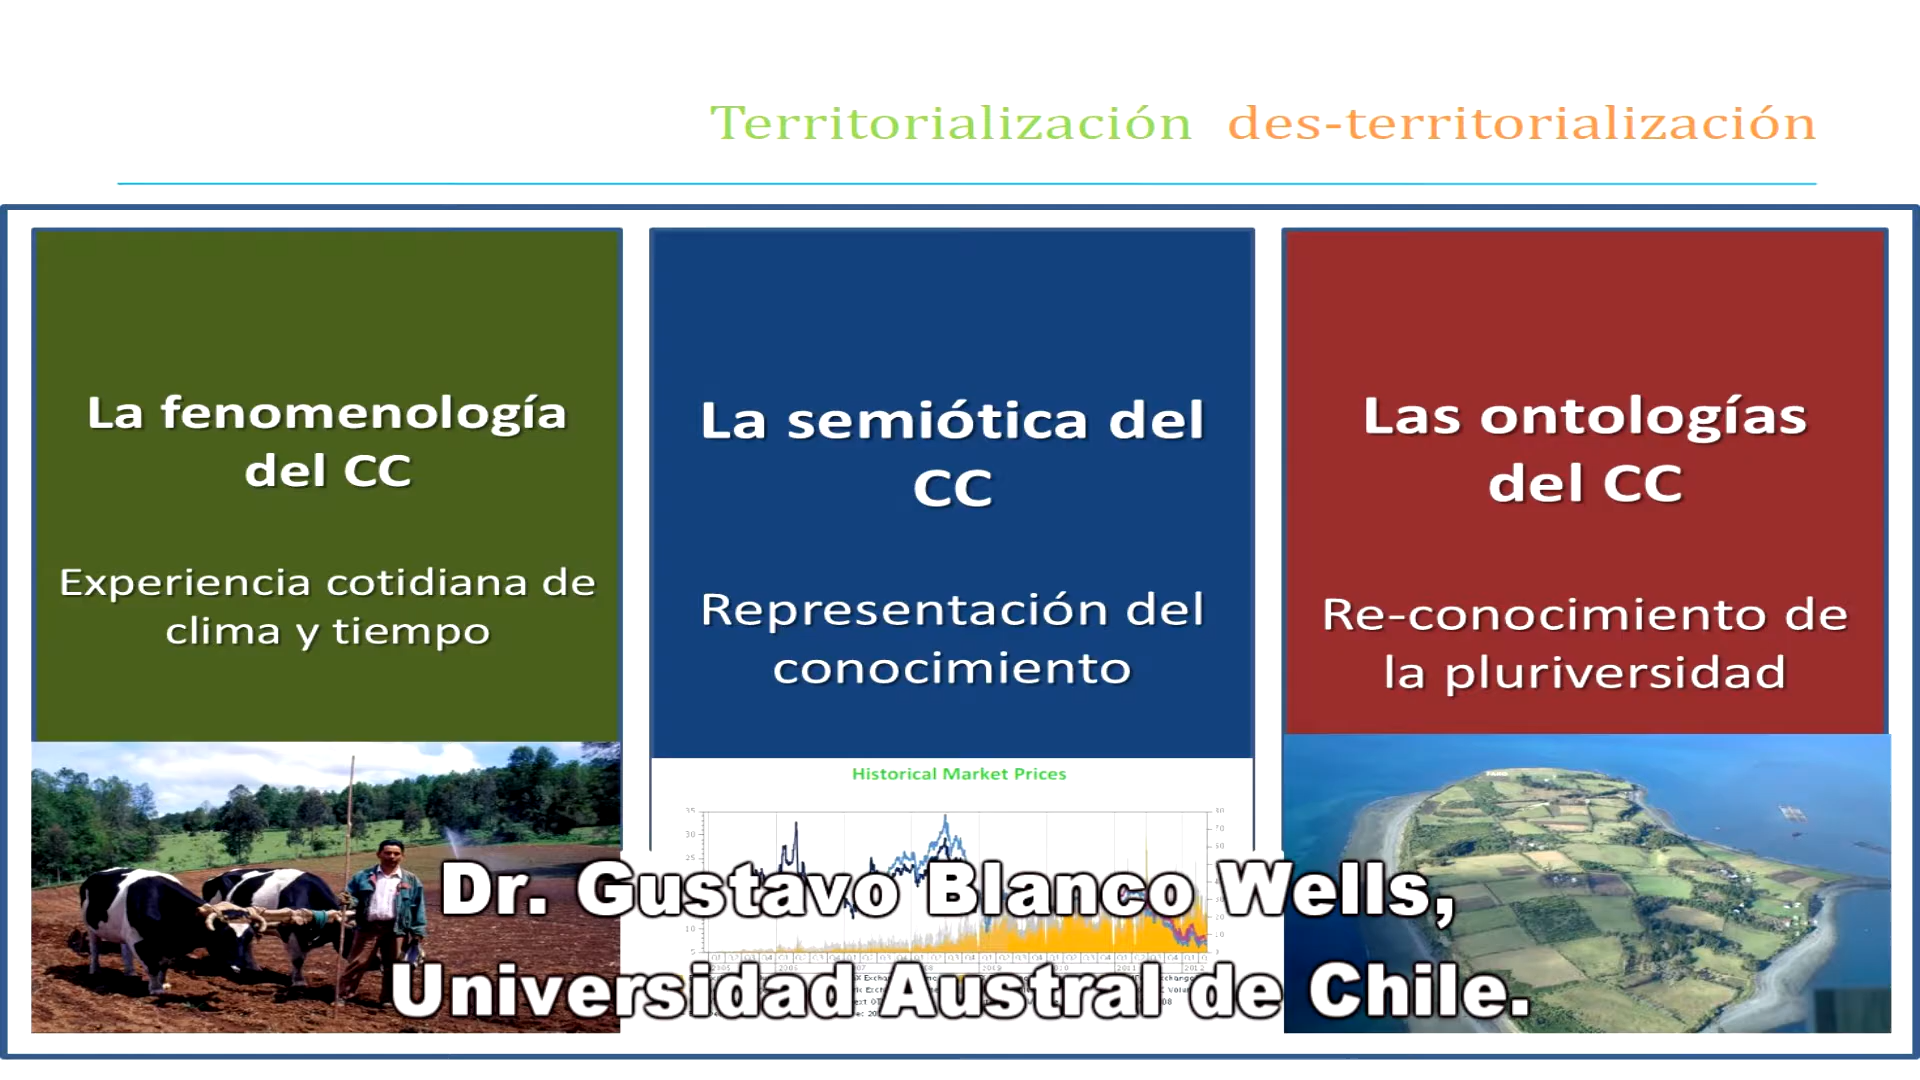 Territorialización des-territorialización
La fenomenología
del CC
Experiencia cotidiana de
clima y tiempo
La semiótica del
CC
Representación del
conocimiento
Las ontologías
del CC
Re-conocimiento de
la pluriversidad
Historical Market Prices
Dr. Gustavo Blanco Wells,
Universidad Austral de Chile.